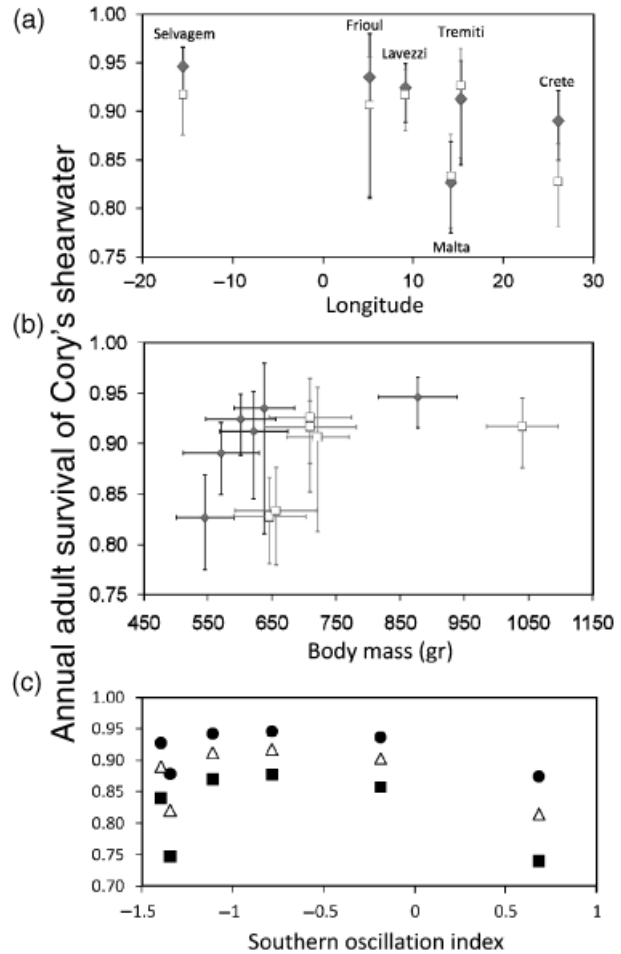 Annual adult survival of Cory's shearwater
(a)
1.00
0.95
0.90
0.85
0.80
0.75
Selvagem
Frioul
Lavezzi
Tremiti
Crete
Malta
−20 −10 0 10 20 30
Longitude
(b)
1.00
0.95
0.90
0.85
0.80
0.75
450 550 650 750 850 950 1050 1150
Body mass (gr)
(c)
1.00
0.95
0.90
0.85
0.80
0.75
0.70
−1.5 −1 −0.5 0 0.5 1
Southern oscillation index